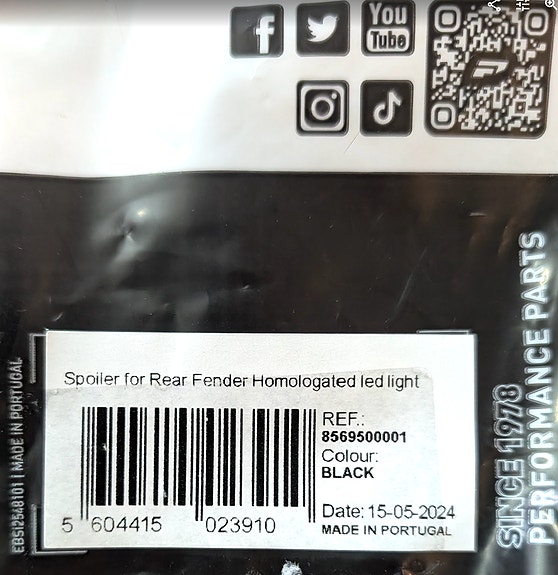 You
Tube
Spoiler for Rear Fender Homologated led light
REF.:
8569500001
Colour:
BLACK
Date: 15-05-2024
MADE IN PORTUGAL
5 604415 023910
EBSI2548101 | MADE IN PORTUGAL
SINCE 1978
PERFORMANCE PARTS